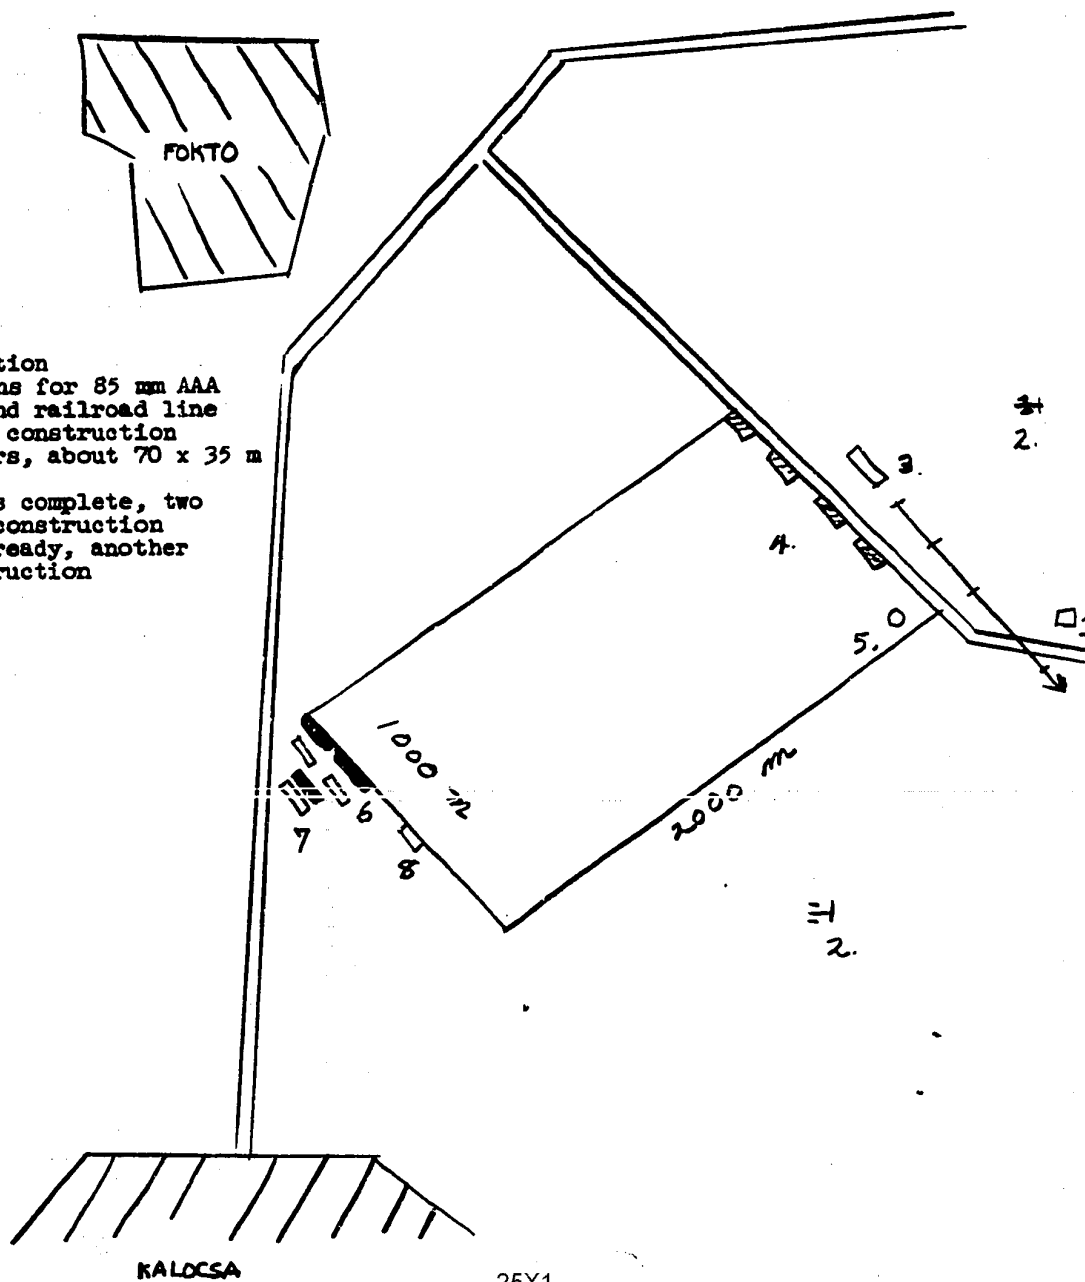 FOKTO
tion
ns for 85 mm AAA
nd railroad line
construction
rs, about 70 x 35 m
s complete, two
construction
ready, another
ruction
2.
3.
4.
5.
1000 m
2000 m
6
7
8
2.
KALOCSA
25X1